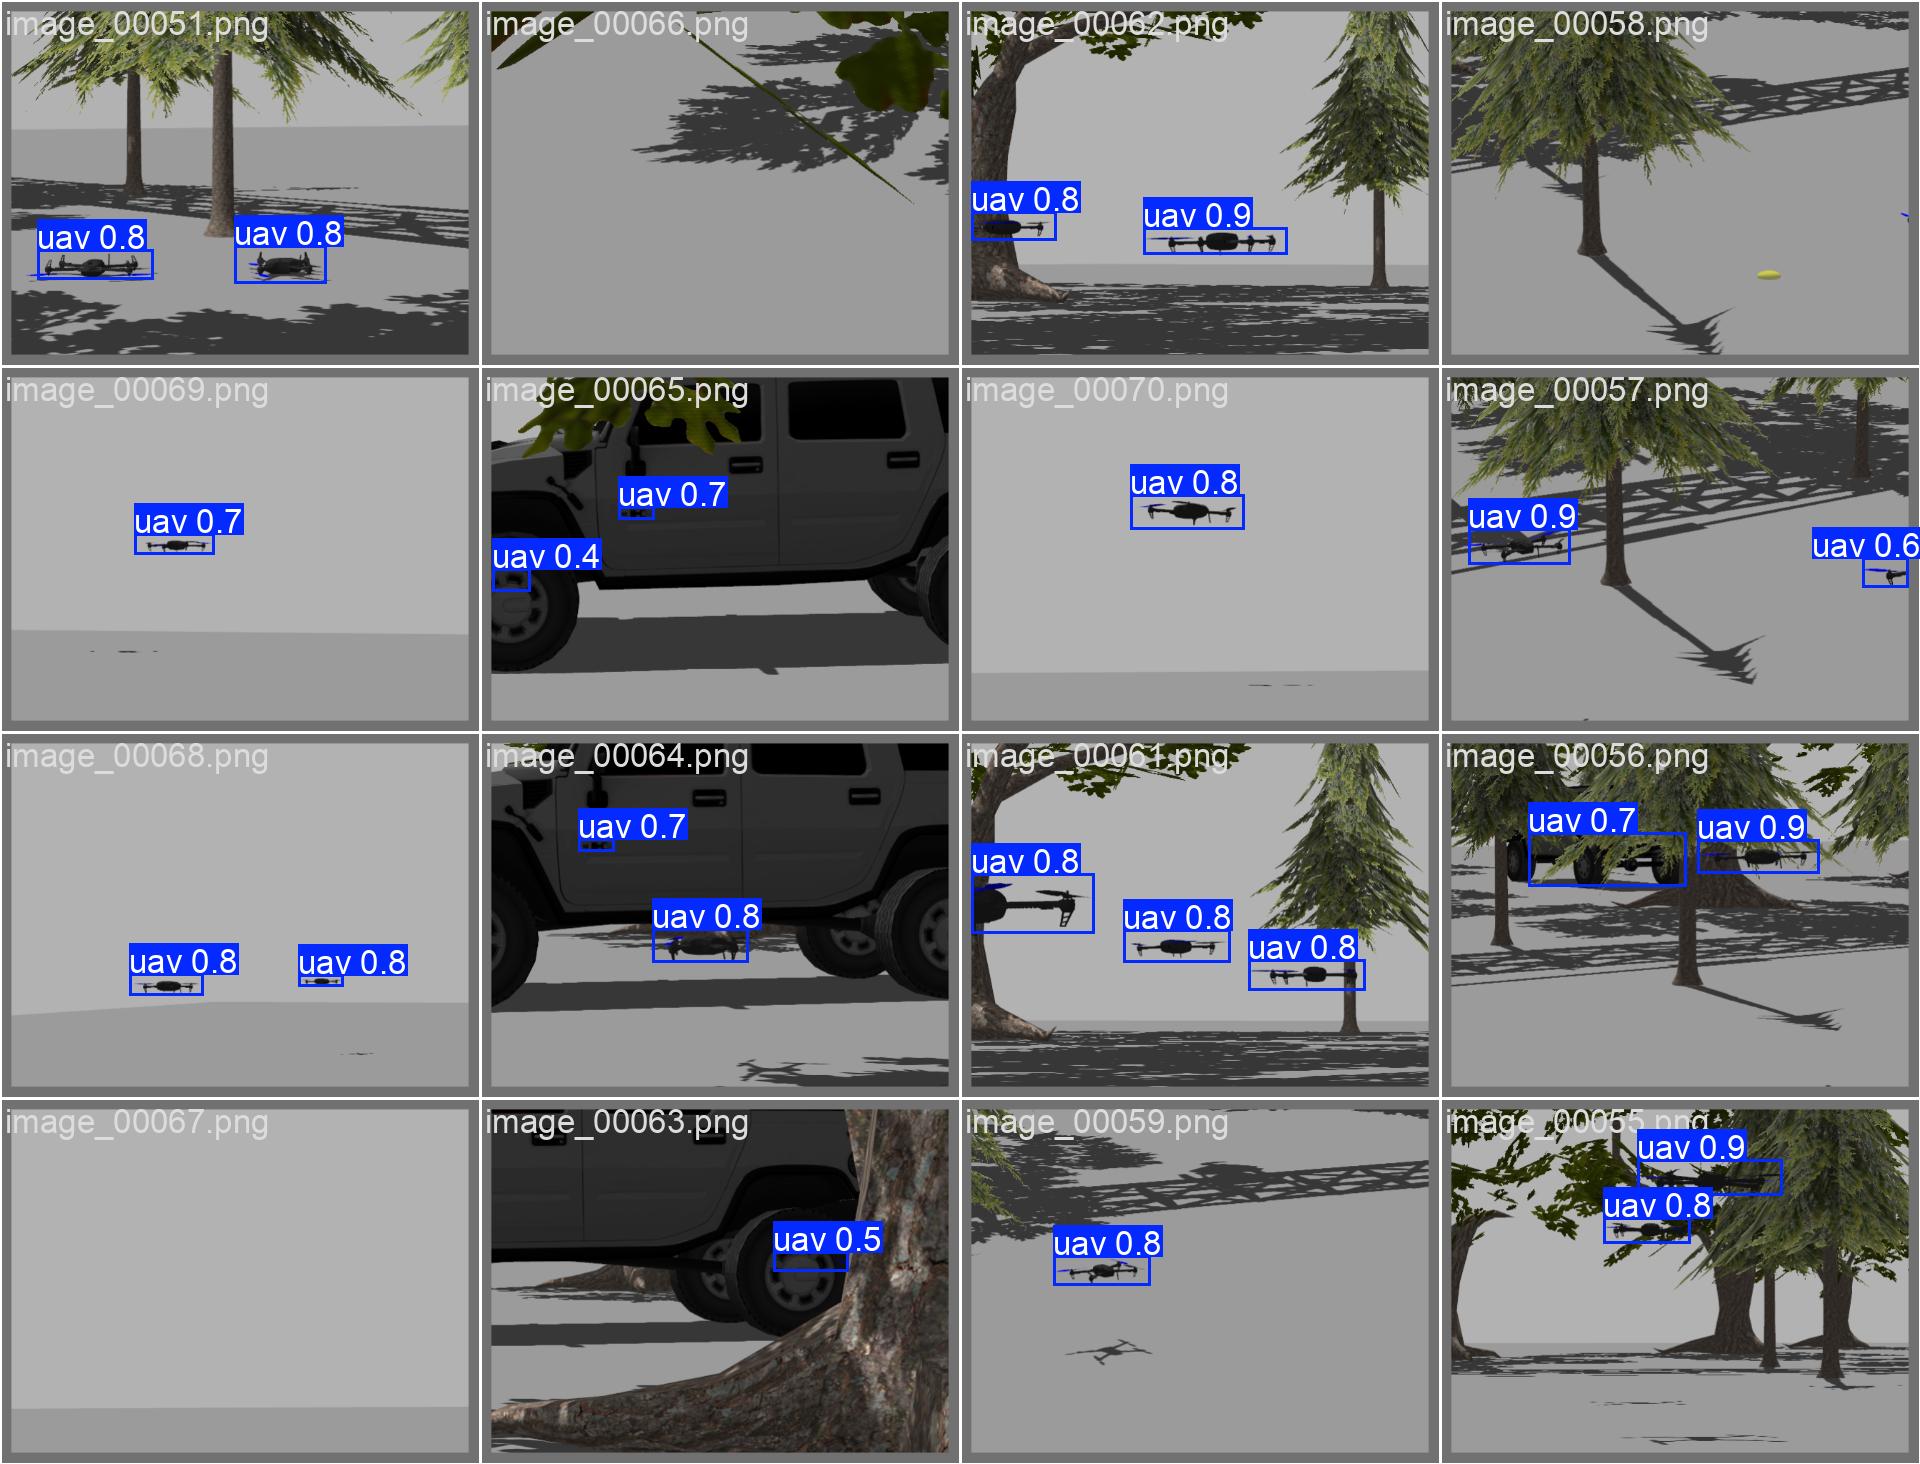 image_00051.png
uav 0.8
uav 0.8
image_00066.png
image_00062.png
uav 0.8
uav 0.9
image_00058.png
image_00069.png
uav 0.7
image_00065.png
uav 0.7
uav 0.4
image_00070.png
uav 0.8
image_00057.png
uav 0.9
uav 0.6
image_00068.png
uav 0.8
uav 0.8
image_00064.png
uav 0.7
uav 0.8
image_00061.png
uav 0.8
uav 0.8
uav 0.8
image_00056.png
uav 0.7
uav 0.9
image_00067.png
image_00063.png
uav 0.5
image_00059.png
uav 0.8
image_00055.png
uav 0.9
uav 0.8